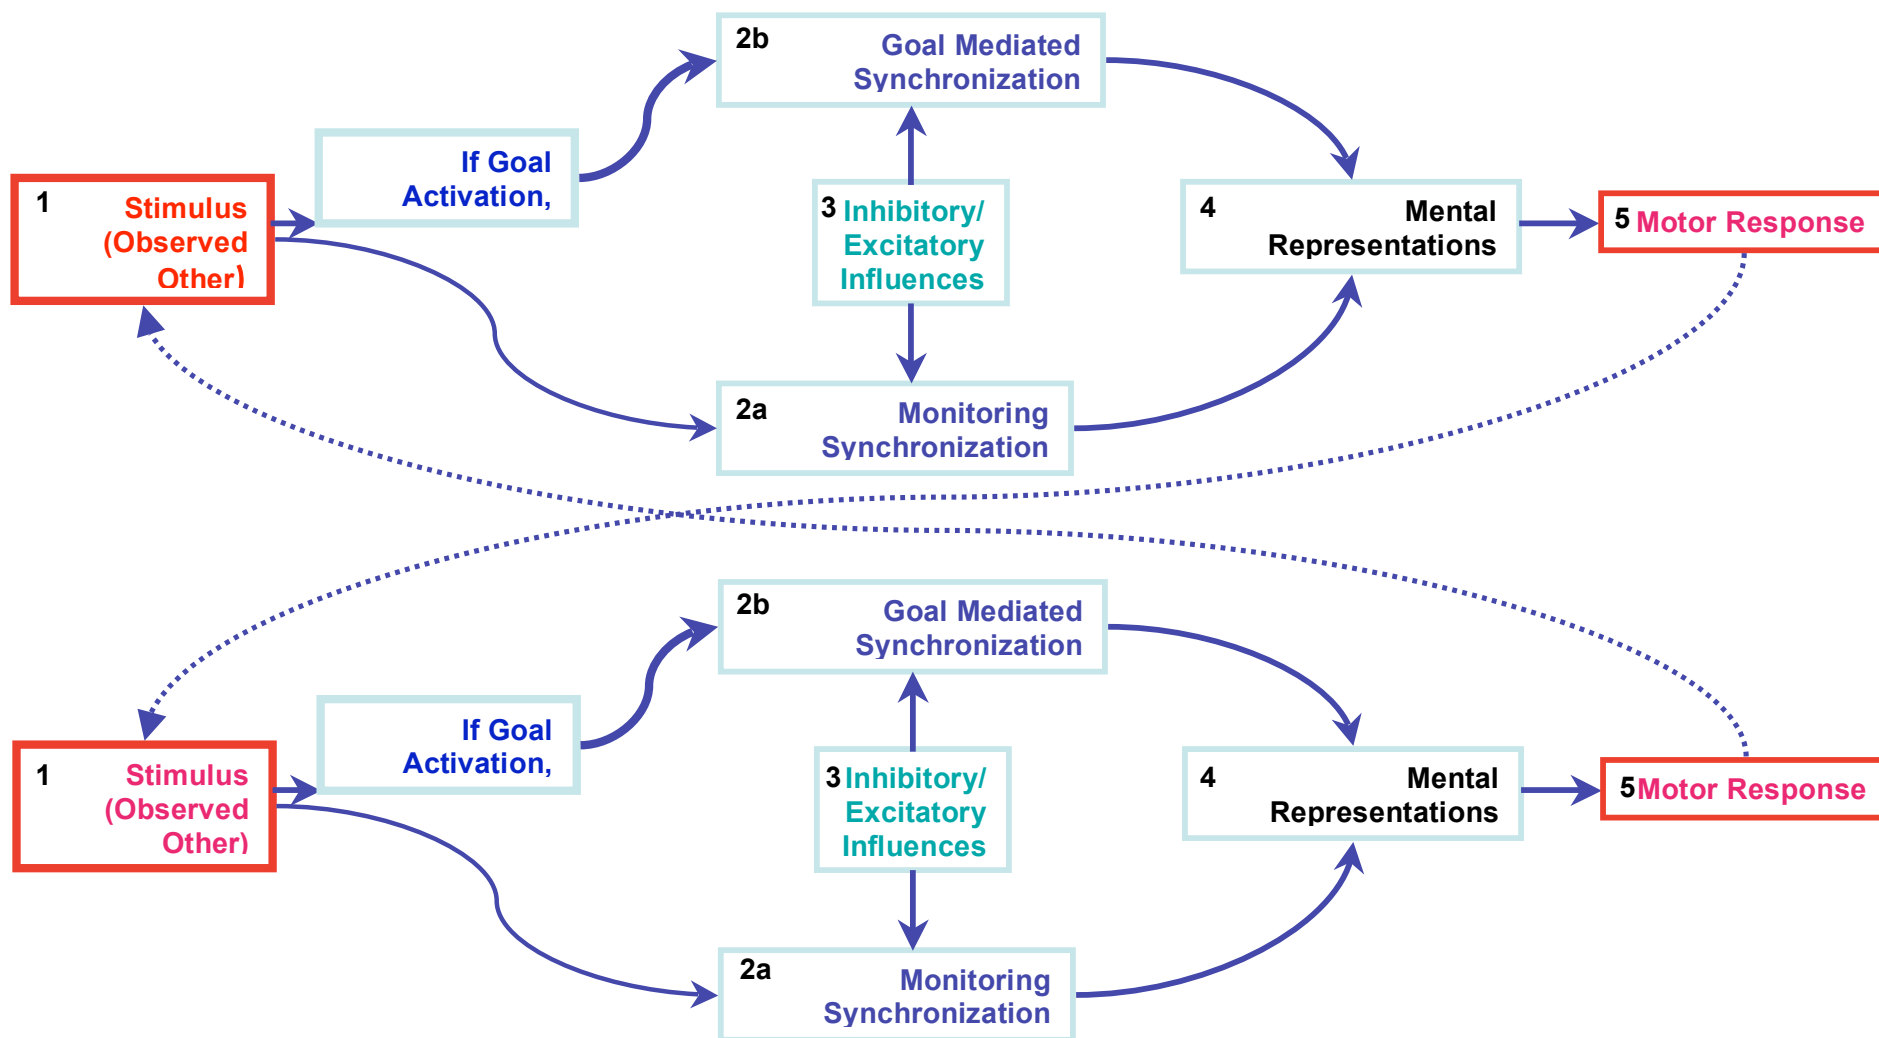 2b
Goal Mediated
Synchronization
If Goal
Activation,
1
Stimulus
(Observed
Other)
3 Inhibitory/
Excitatory
Influences
4
Mental
Representations
5 Motor Response
2a
Monitoring
Synchronization
2b
Goal Mediated
Synchronization
If Goal
Activation,
1
Stimulus
(Observed
Other)
3 Inhibitory/
Excitatory
Influences
4
Mental
Representations
5 Motor Response
2a
Monitoring
Synchronization